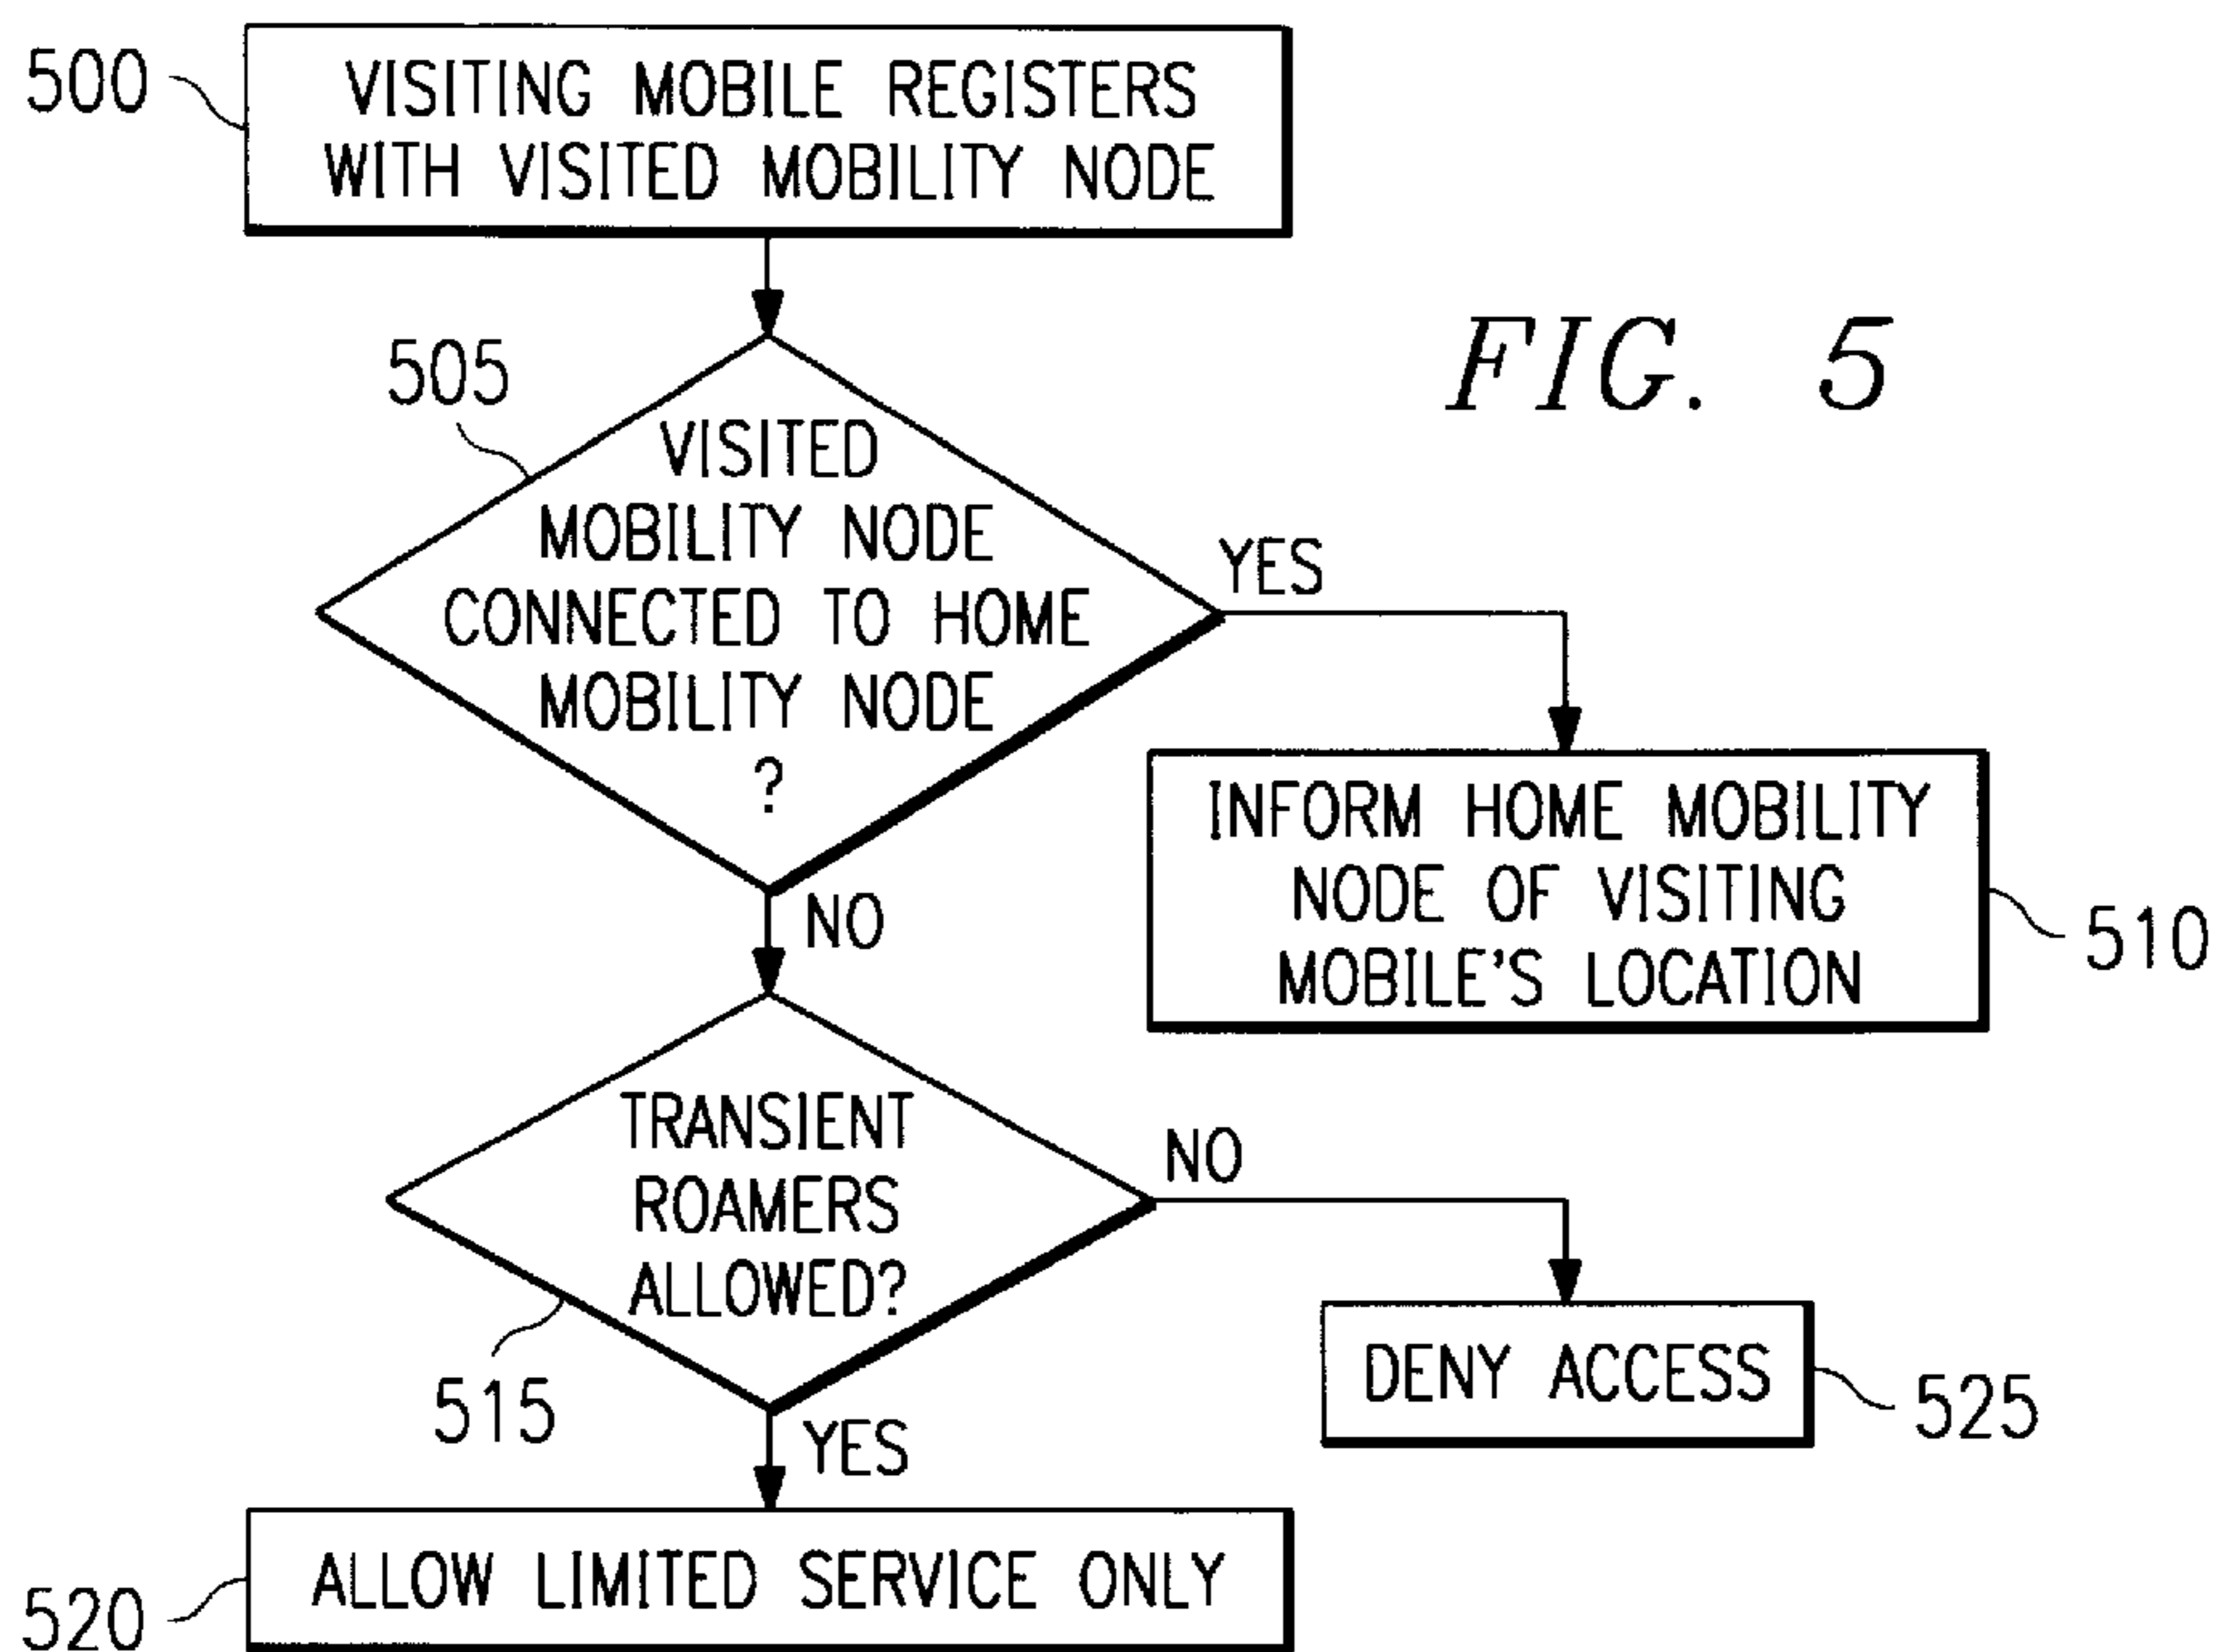 500
VISITING MOBILE REGISTERS
WITH VISITED MOBILITY NODE
FIG. 5
505
VISITED
MOBILITY NODE
CONNECTED TO HOME
MOBILITY NODE
?
YES
NO
INFORM HOME MOBILITY
NODE OF VISITING
MOBILE'S LOCATION
510
TRANSIENT
ROAMERS
ALLOWED?
NO
515
YES
DENY ACCESS
525
ALLOW LIMITED SERVICE ONLY
520